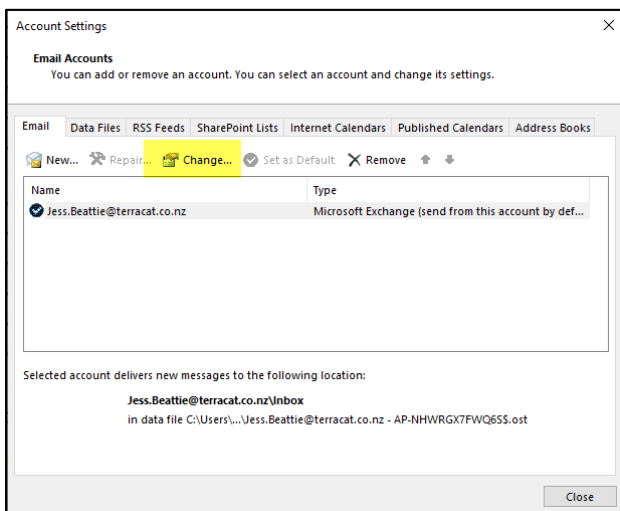 Account Settings
Email Accounts
You can add or remove an account. You can select an account and change its settings.
Email Data Files RSS Feeds SharePoint Lists Internet Calendars Published Calendars Address Books
New... Repair... Change... Set as Default Remove
Name Type
Jess.Beattie@terracat.co.nz Microsoft Exchange (send from this account by def...
Selected account delivers new messages to the following location:
Jess.Beattie@terracat.co.nz\Inbox
in data file C:\Users\...\Jess.Beattie@terracat.co.nz - AP-NHWRGX7FWQ6S$.ost
Close